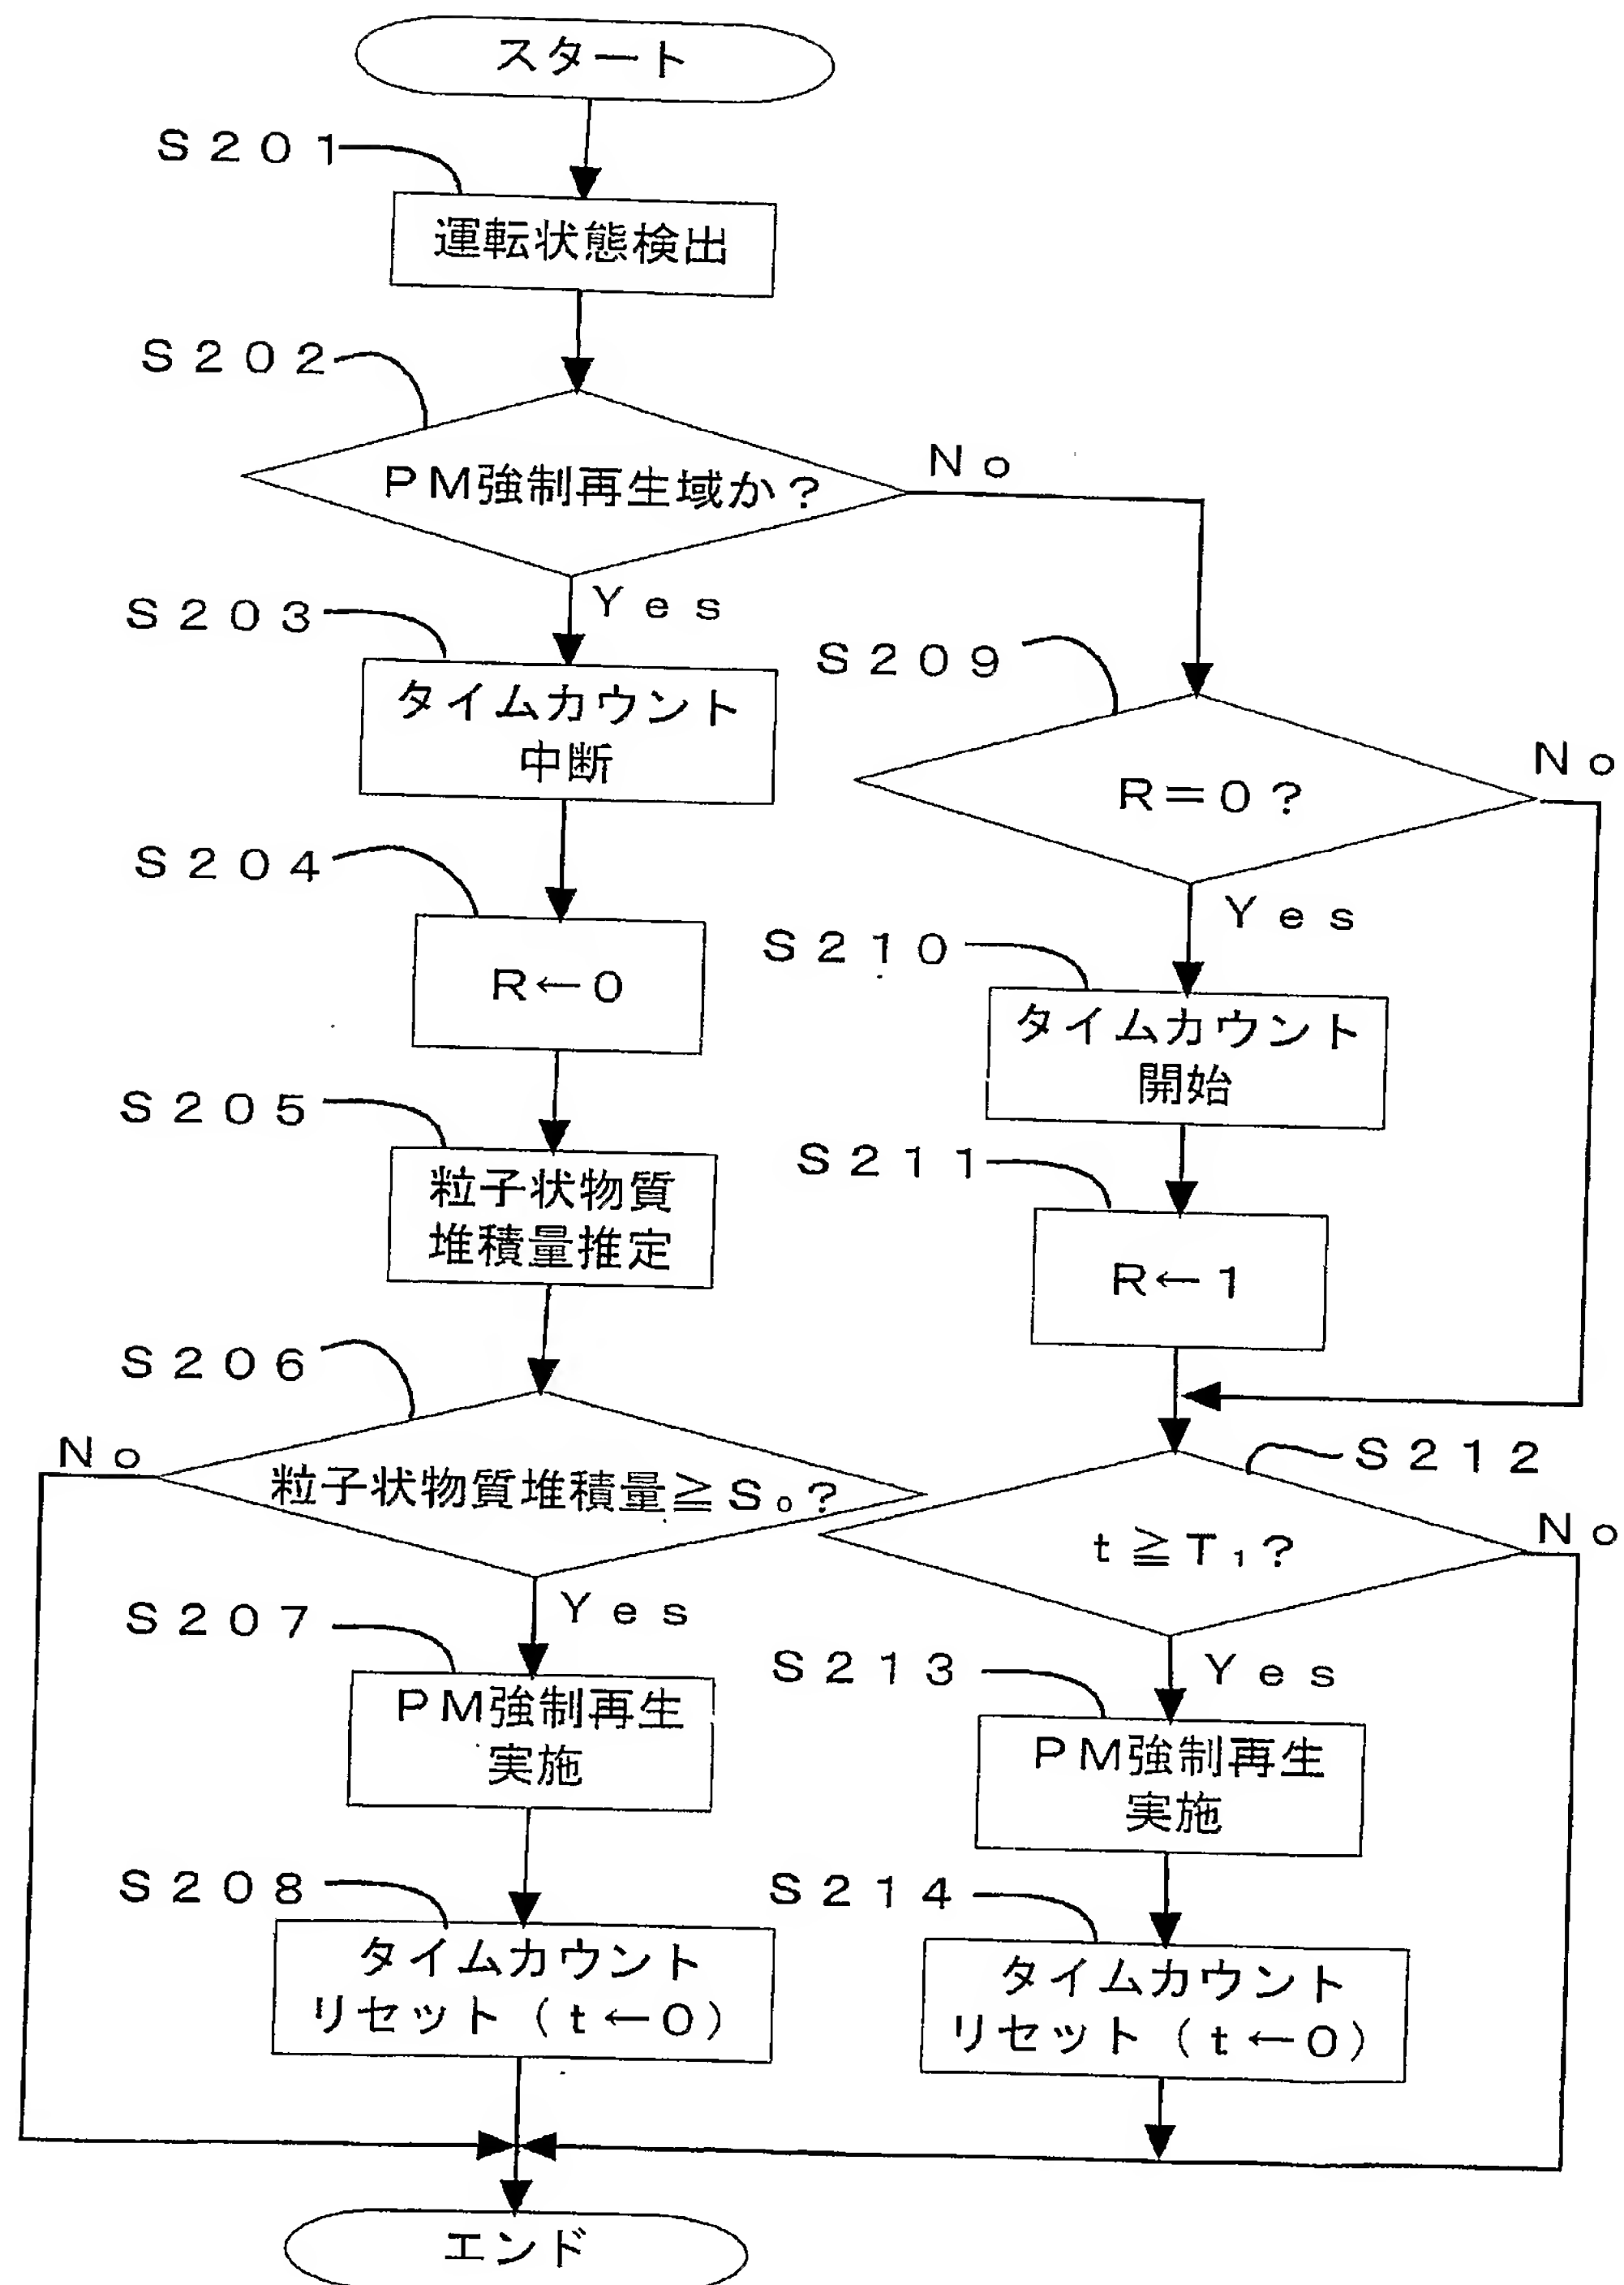 スタート
S201
運転状態検出
S202
PM強制再生域か?
No
Yes
S203
タイムカウント
中断
S204
R←0
S205
粒子状物質
堆積量推定
S206
粒子状物質堆積量≧S₀?
No
Yes
S207
PM強制再生
実施
S208
タイムカウント
リセット(t←0)
S209
R=0?
No
Yes
S210
タイムカウント
開始
S211
R←1
S212
t≧T₁?
No
Yes
S213
PM強制再生
実施
S214
タイムカウント
リセット(t←0)
エンド